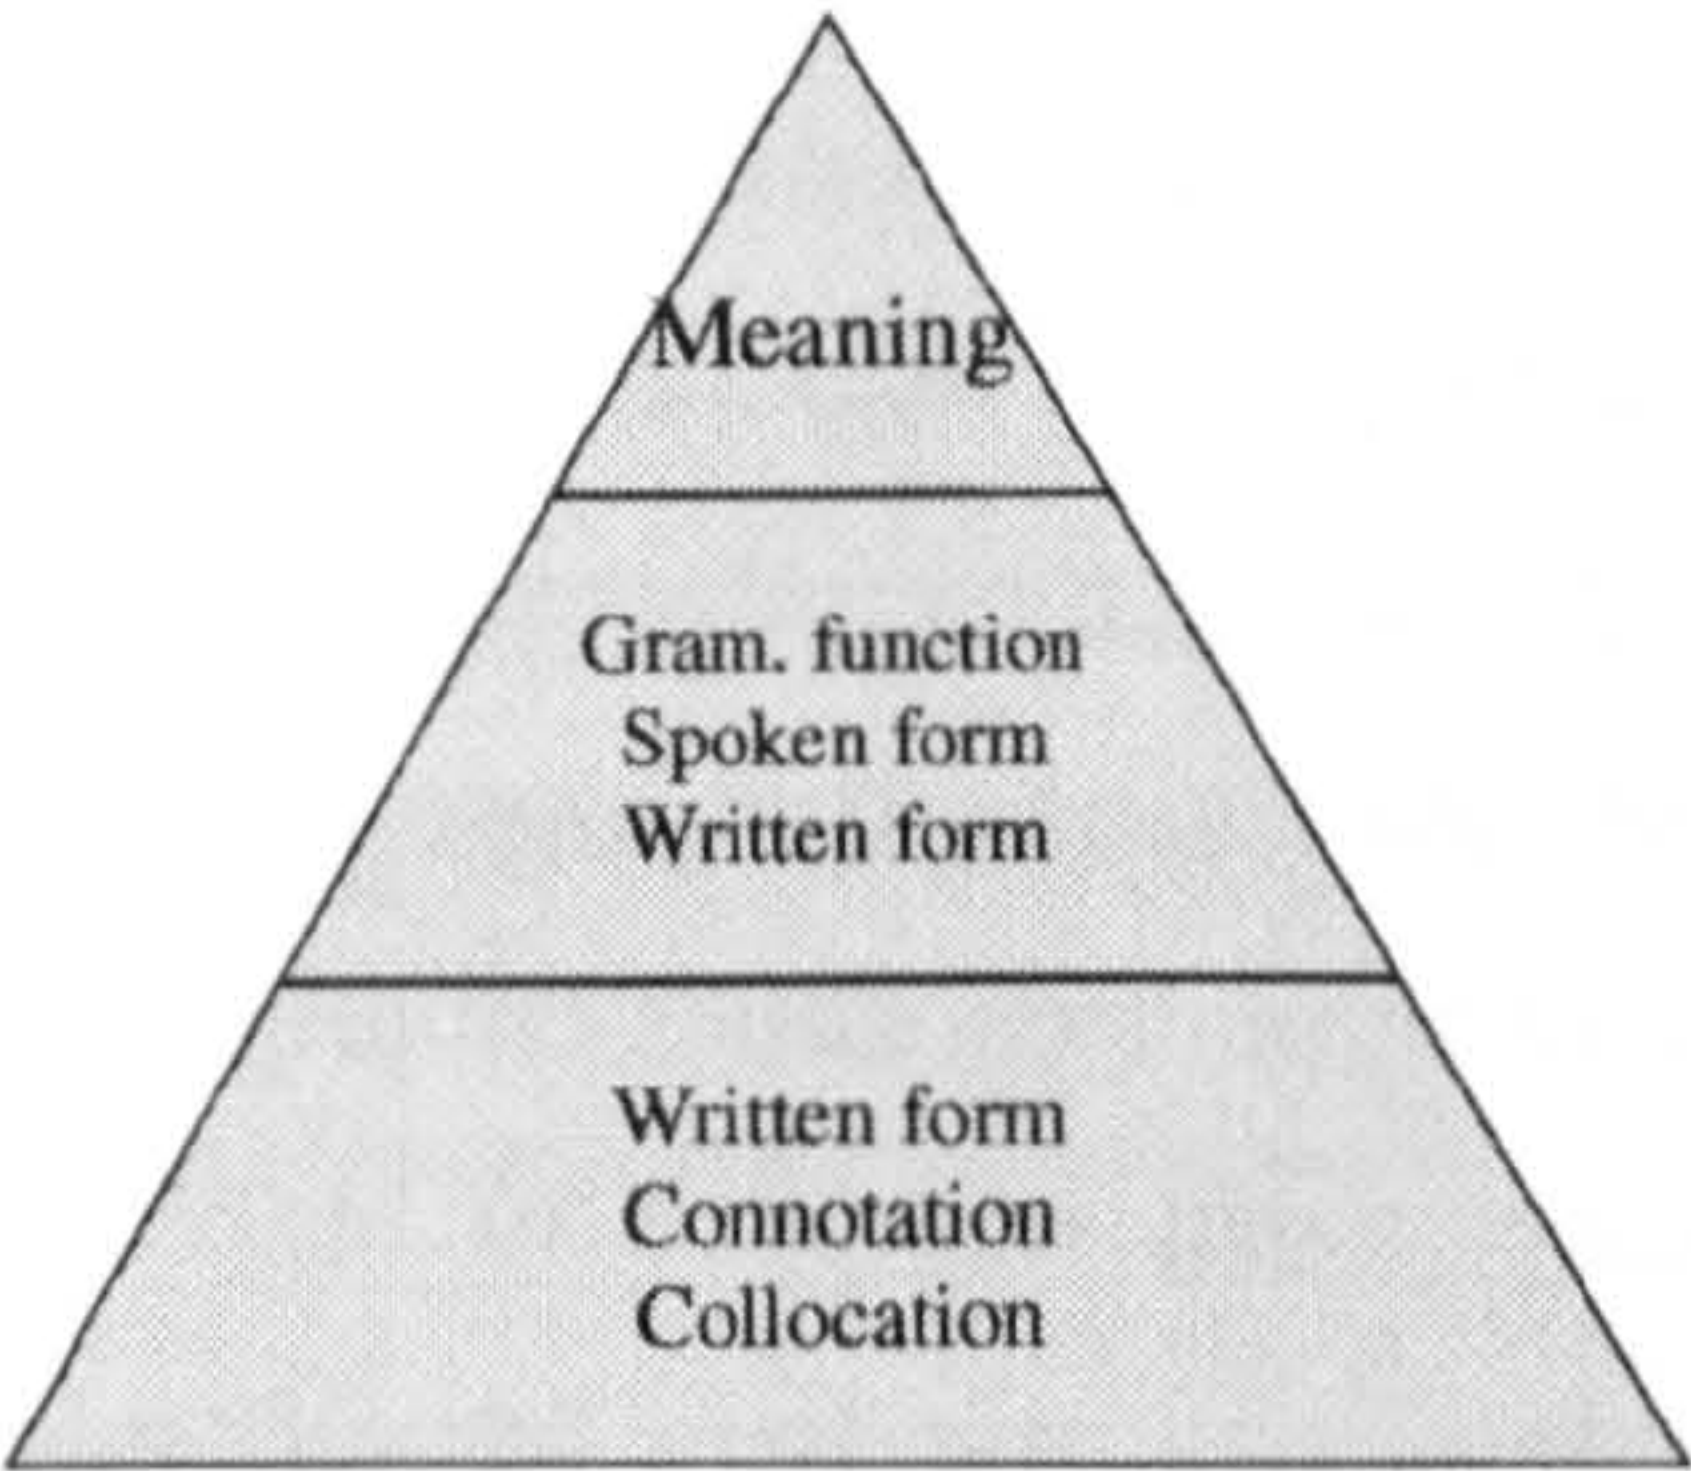 Meaning
Gram. function
Spoken form
Written form
Written form
Connotation
Collocation